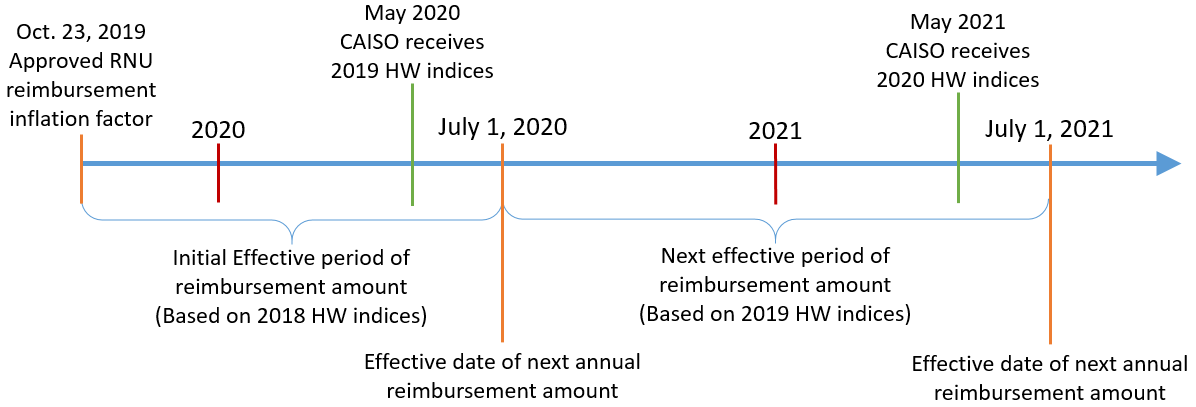 Oct. 23, 2019
Approved RNU
reimbursement
inflation factor
2020
May 2020
CAISO receives
2019 HW indices
July 1, 2020
2021
May 2021
CAISO receives
2020 HW indices
July 1, 2021
Initial Effective period of
reimbursement amount
(Based on 2018 HW indices)
Next effective period of
reimbursement amount
(Based on 2019 HW indices)
Effective date of next annual
reimbursement amount
Effective date of next annual
reimbursement amount